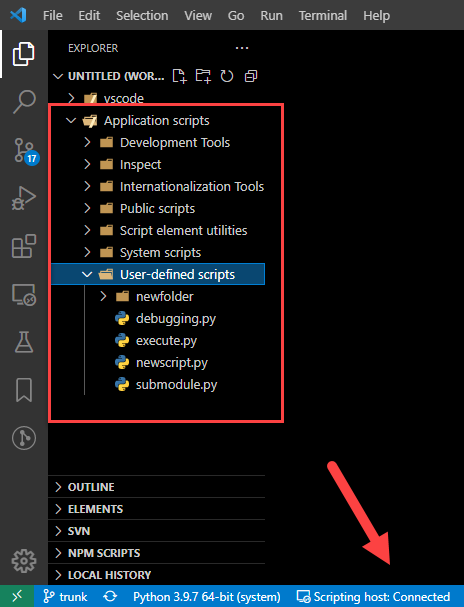 File Edit Selection View Go Run Terminal Help
EXPLORER ...
UNTITLED (WOR...
vscode
Application scripts
Development Tools
Inspect
Internationalization Tools
Public scripts
Script element utilities
System scripts
User-defined scripts
newfolder
debugging.py
execute.py
newscript.py
submodule.py
17
OUTLINE
ELEMENTS
SVN
NPM SCRIPTS
LOCAL HISTORY
trunk Python 3.9.7 64-bit (system) Scripting host: Connected